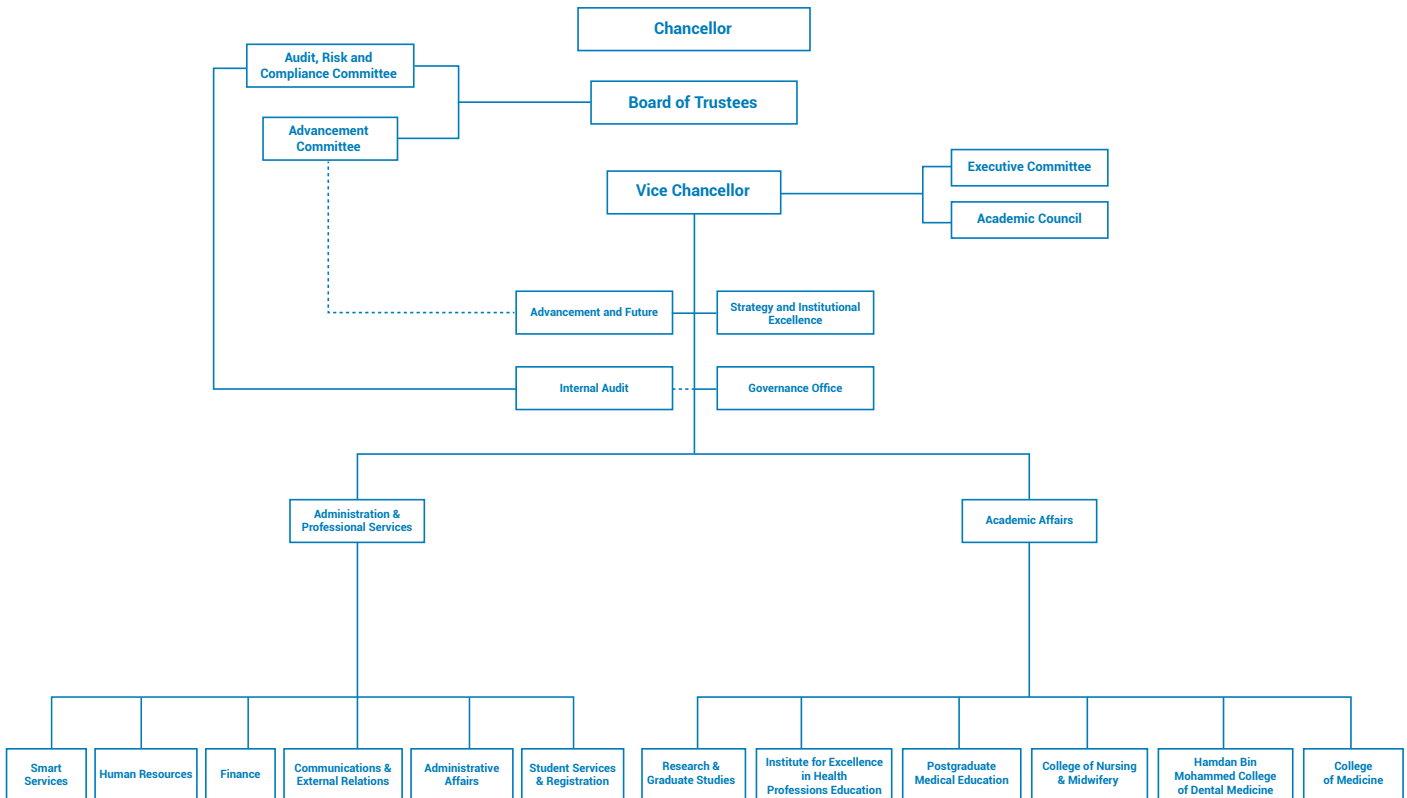 Chancellor
Audit, Risk and
Compliance Committee
Board of Trustees
Advancement
Committee
Executive Committee
Vice Chancellor
Academic Council
Advancement and Future
Strategy and Institutional
Excellence
Internal Audit
Governance Office
Administration &
Professional Services
Academic Affairs
Smart
Services
Human Resources
Finance
Communications &
External Relations
Administrative
Affairs
Student Services
& Registration
Research &
Graduate Studies
Institute for Excellence
in Health
Professions Education
Postgraduate
Medical Education
College of Nursing
& Midwifery
Hamdan Bin
Mohammed College
of Dental Medicine
College
of Medicine